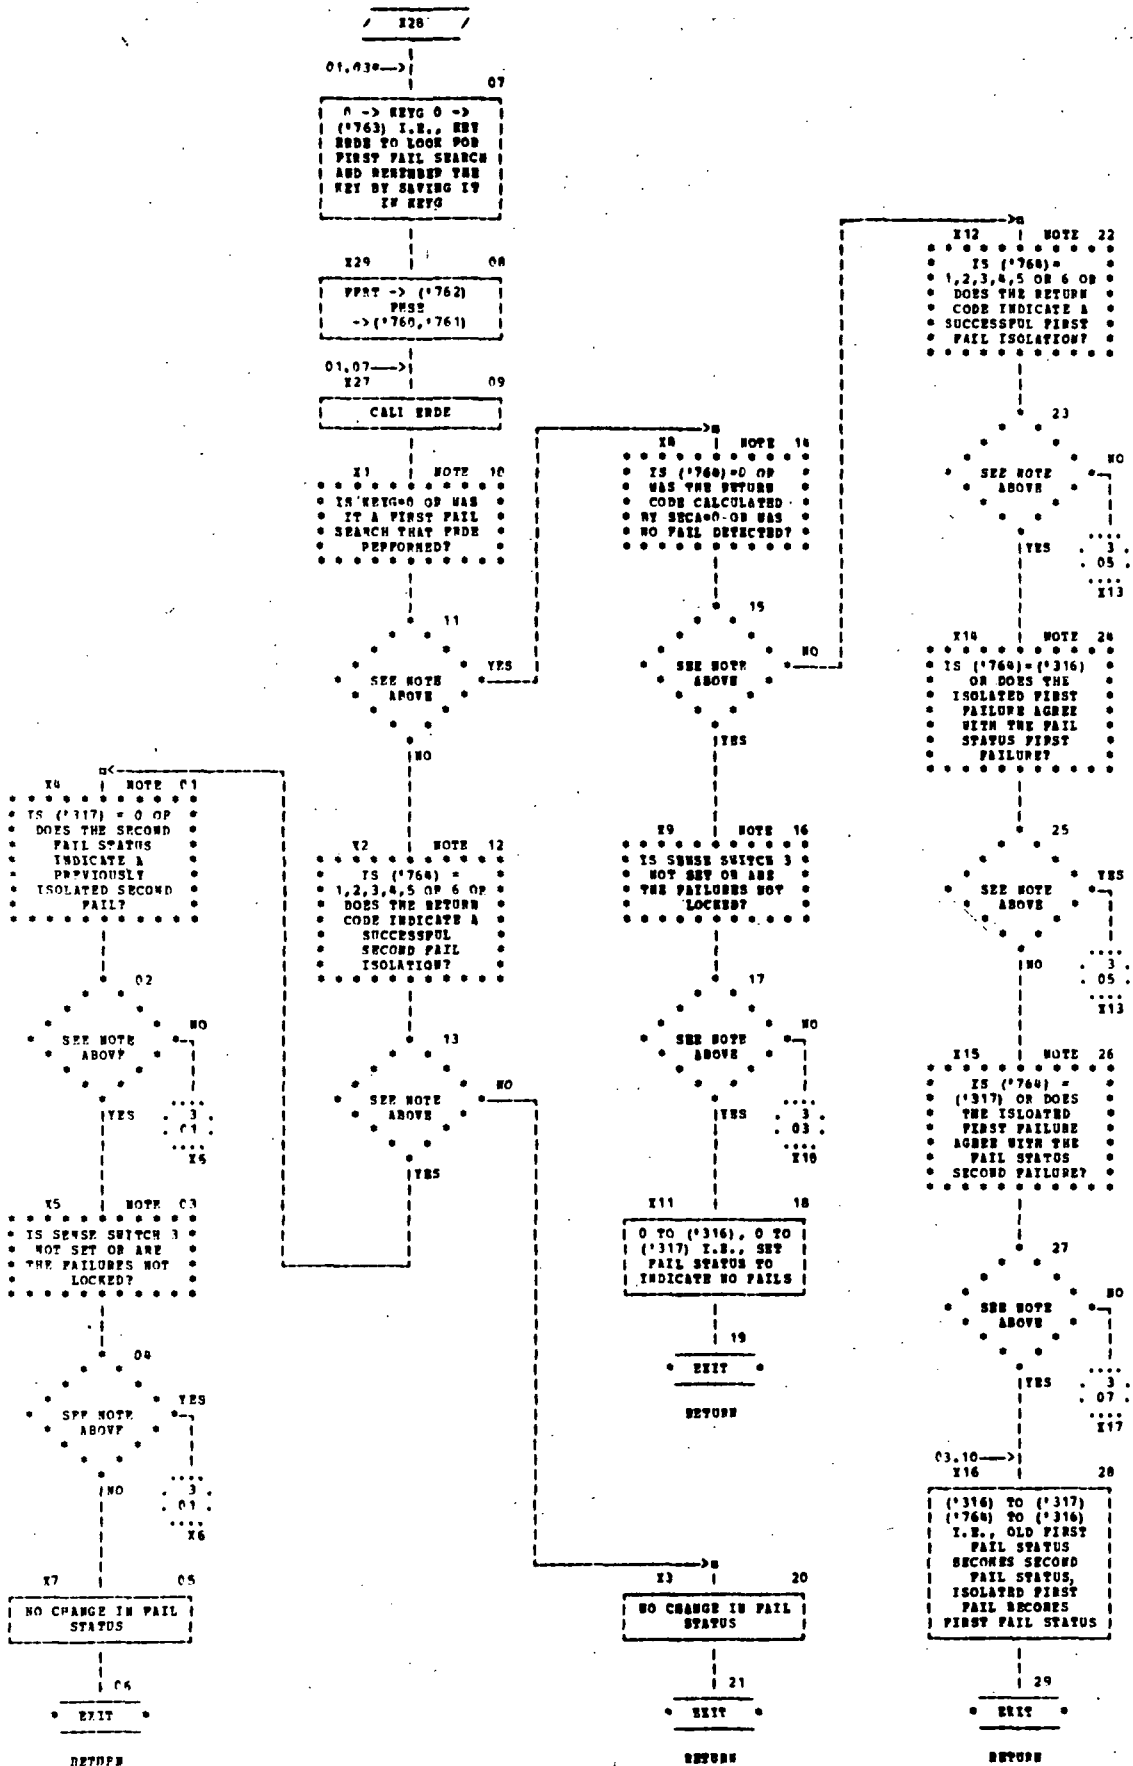 X28
01.03*-->
07
0 -> KEYG 0 ->
('763) I.E., KEY
ERDE TO LOOK FOR
FIRST FAIL SEARCH
AND REMEMBER THE
KEY BY SAVING IT
IN KEYG
X29 08
PPRT -> ('762)
PHSE
->('760,'761)
01.07-->
X27 09
CALL ERDE
X1 NOTE 10
IS KEYG=0 OR WAS
IT A FIRST FAIL
SEARCH THAT ERDE
PERFORMED?
11
SEE NOTE
ABOVE
YES
NO
X2 NOTE 12
IS ('764) =
1,2,3,4,5 OR 6 OR
DOES THE RETURN
CODE INDICATE A
SUCCESSFUL
SECOND FAIL
ISOLATION?
13
SEE NOTE
ABOVE
NO
YES
X4 NOTE 01
IS ('317) = 0 OR
DOES THE SECOND
FAIL STATUS
INDICATE A
PREVIOUSLY
ISOLATED SECOND
FAIL?
02
SEE NOTE
ABOVE
NO
YES
3
01
X6
X5 NOTE 03
IS SENSE SWITCH 3
NOT SET OR ARE
THE FAILURES NOT
LOCKED?
04
SEE NOTE
ABOVE
YES
NO
3
01
X6
X7 05
NO CHANGE IN FAIL
STATUS
06
EXIT
RETURN
X8 NOTE 14
IS ('764)=0 OR
WAS THE RETURN
CODE CALCULATED
BY SECA=0 OR WAS
NO FAIL DETECTED?
15
SEE NOTE
ABOVE
NO
YES
X9 NOTE 16
IS SENSE SWITCH 3
NOT SET OR ARE
THE FAILURES NOT
LOCKED?
17
SEE NOTE
ABOVE
NO
YES
3
03
X10
X11 18
0 TO ('316), 0 TO
('317) I.E., SET
FAIL STATUS TO
INDICATE NO FAILS
19
EXIT
RETURN
X3 20
NO CHANGE IN FAIL
STATUS
21
EXIT
RETURN
X12 NOTE 22
IS ('764)=
1,2,3,4,5 OR 6 OR
DOES THE RETURN
CODE INDICATE A
SUCCESSFUL FIRST
FAIL ISOLATION?
23
SEE NOTE
ABOVE
NO
YES
3
05
X13
X14 NOTE 24
IS ('764)=('316)
OR DOES THE
ISOLATED FIRST
FAILURE AGREE
WITH THE FAIL
STATUS FIRST
FAILURE?
25
SEE NOTE
ABOVE
YES
NO
3
05
X13
X15 NOTE 26
IS ('764) =
('317) OR DOES
THE ISLOATED
FIRST FAILURE
AGREE WITH THE
FAIL STATUS
SECOND FAILURE?
27
SEE NOTE
ABOVE
NO
YES
3
07
X17
03.10-->
X16 28
('316) TO ('317)
('764) TO ('316)
I.E., OLD FIRST
FAIL STATUS
BECOMES SECOND
FAIL STATUS,
ISOLATED FIRST
FAIL BECOMES
FIRST FAIL STATUS
29
EXIT
RETURN